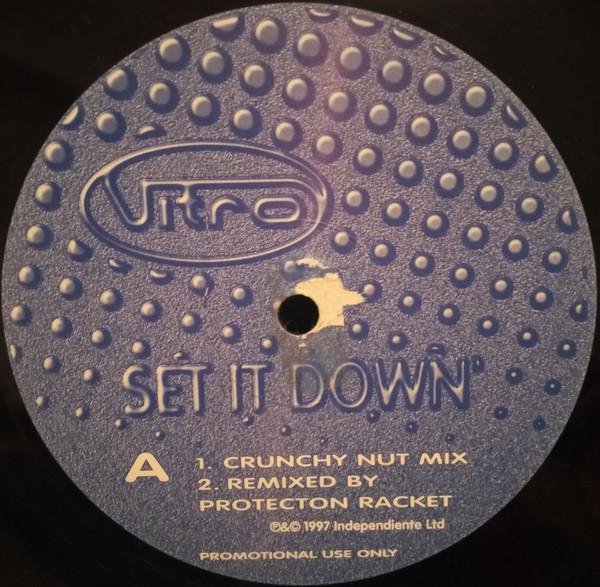 Vitro
SET IT DOWN
A
1. CRUNCHY NUT MIX
2. REMIXED BY
PROTECTON RACKET
℗&© 1997 Independiente Ltd
PROMOTIONAL USE ONLY